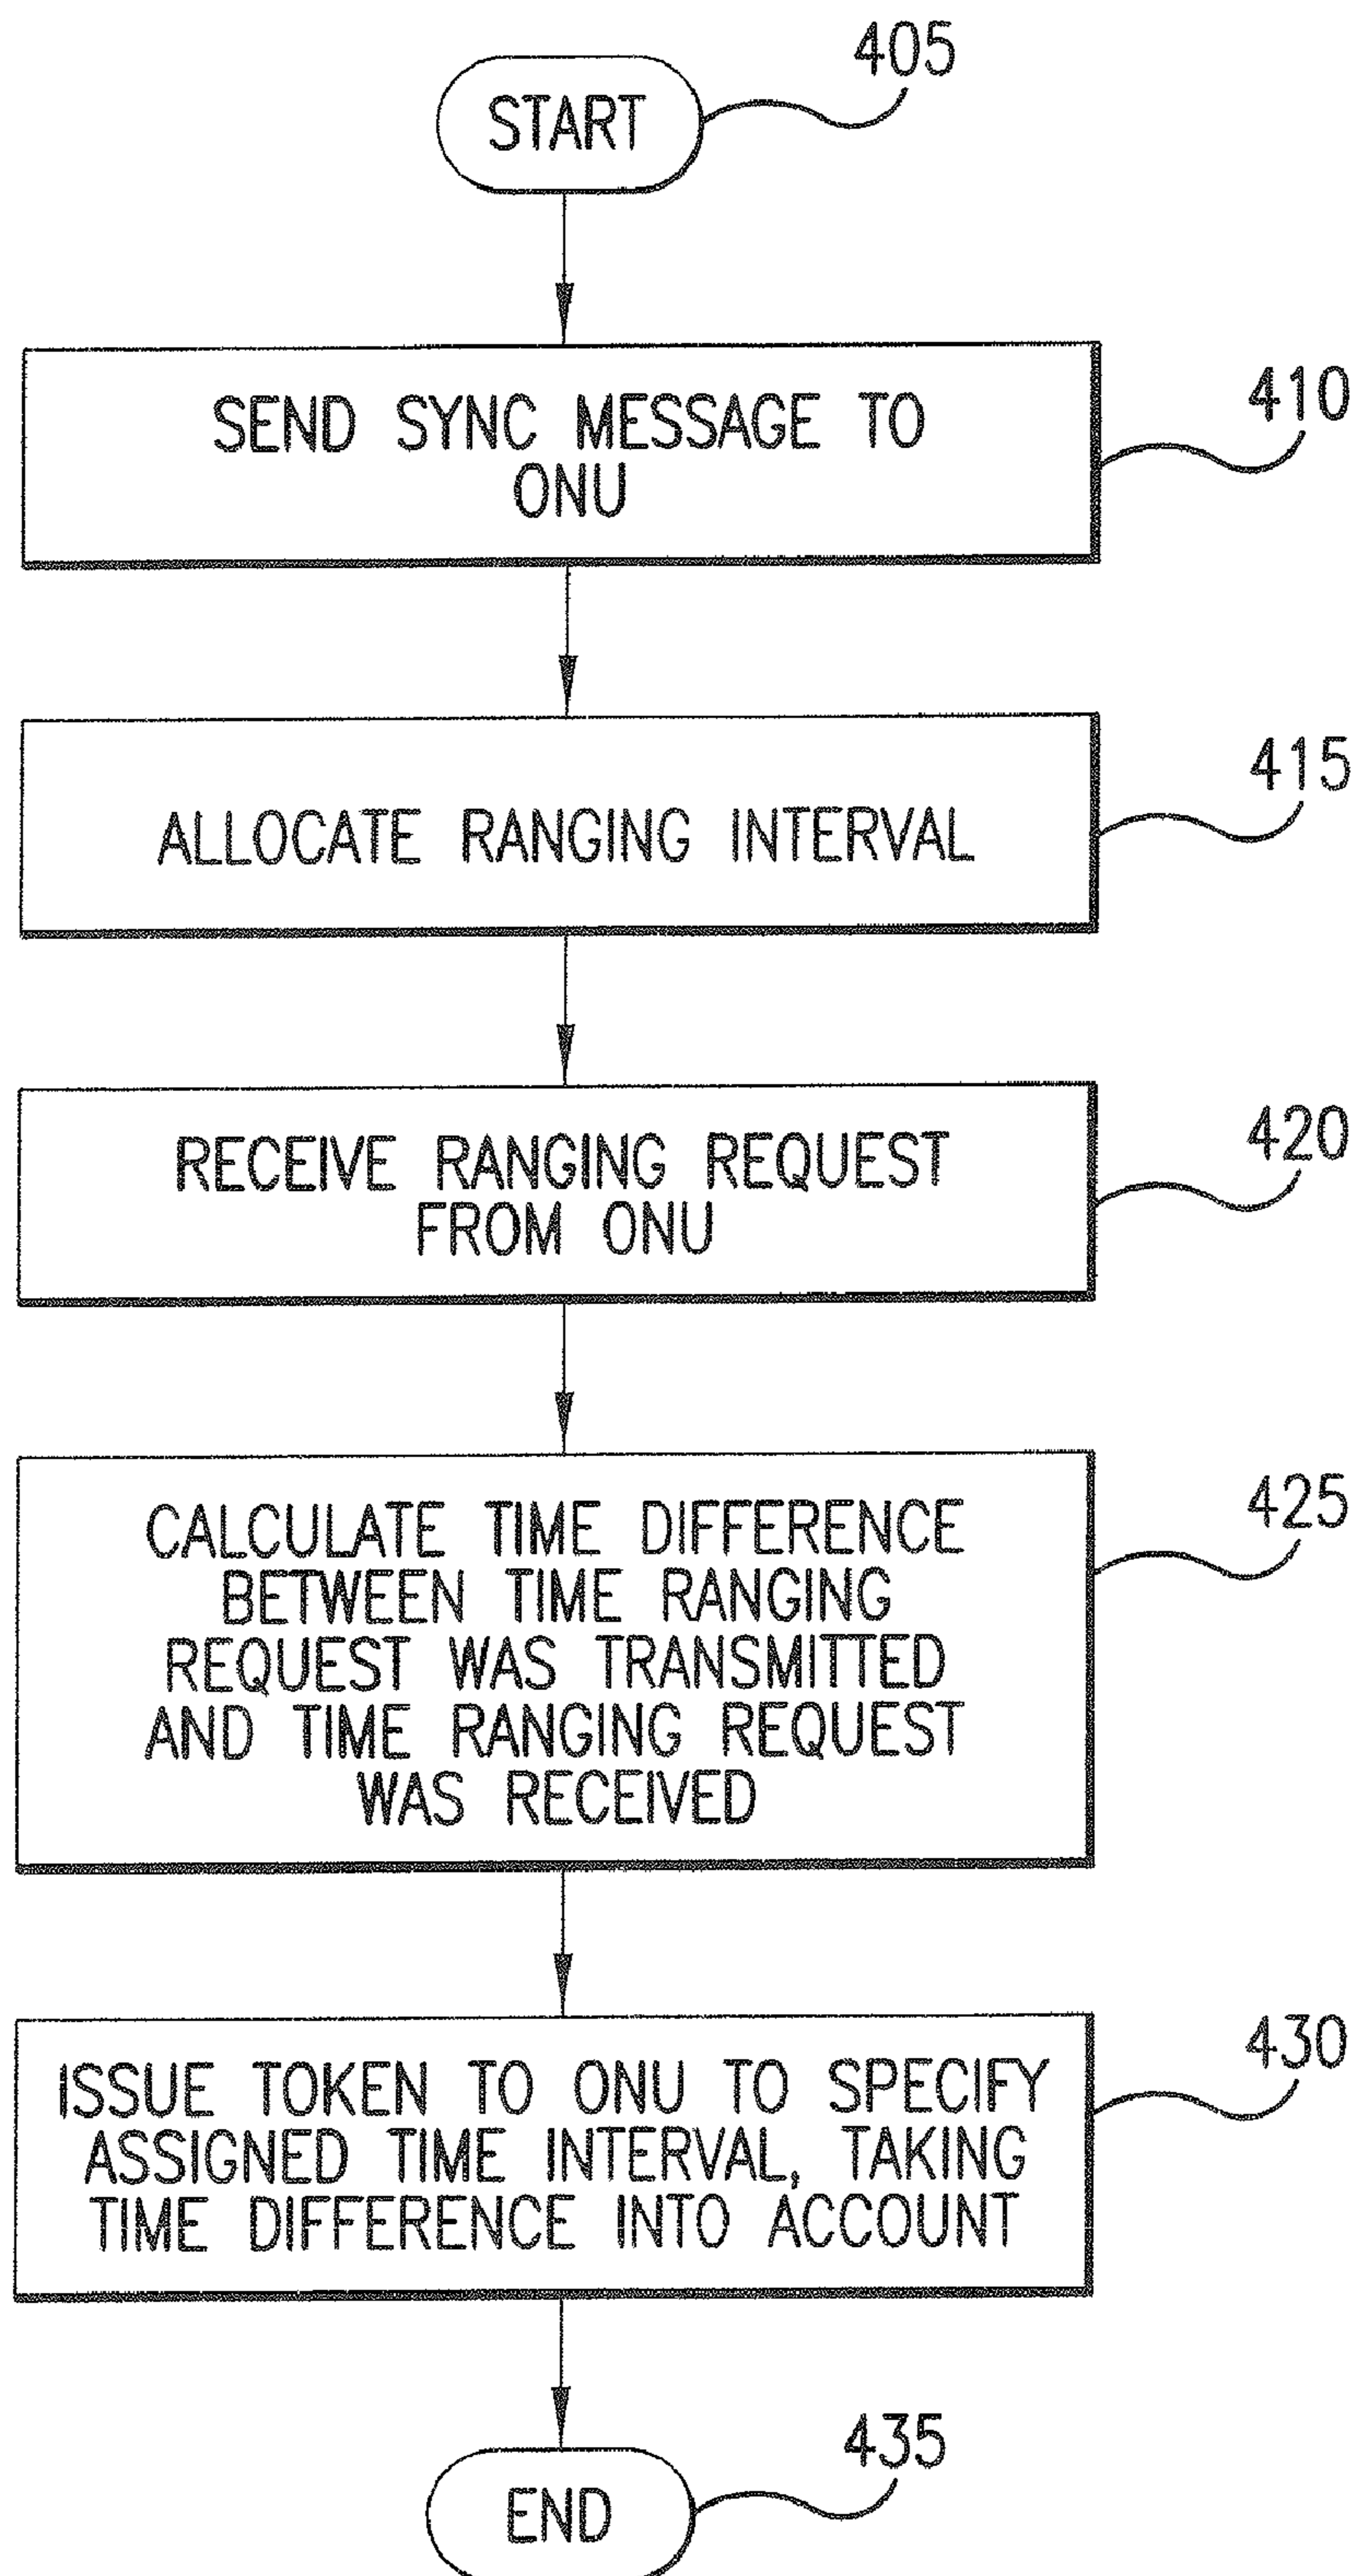 405
START
410
SEND SYNC MESSAGE TO
ONU
415
ALLOCATE RANGING INTERVAL
420
RECEIVE RANGING REQUEST
FROM ONU
425
CALCULATE TIME DIFFERENCE
BETWEEN TIME RANGING
REQUEST WAS TRANSMITTED
AND TIME RANGING REQUEST
WAS RECEIVED
430
ISSUE TOKEN TO ONU TO SPECIFY
ASSIGNED TIME INTERVAL, TAKING
TIME DIFFERENCE INTO ACCOUNT
435
END